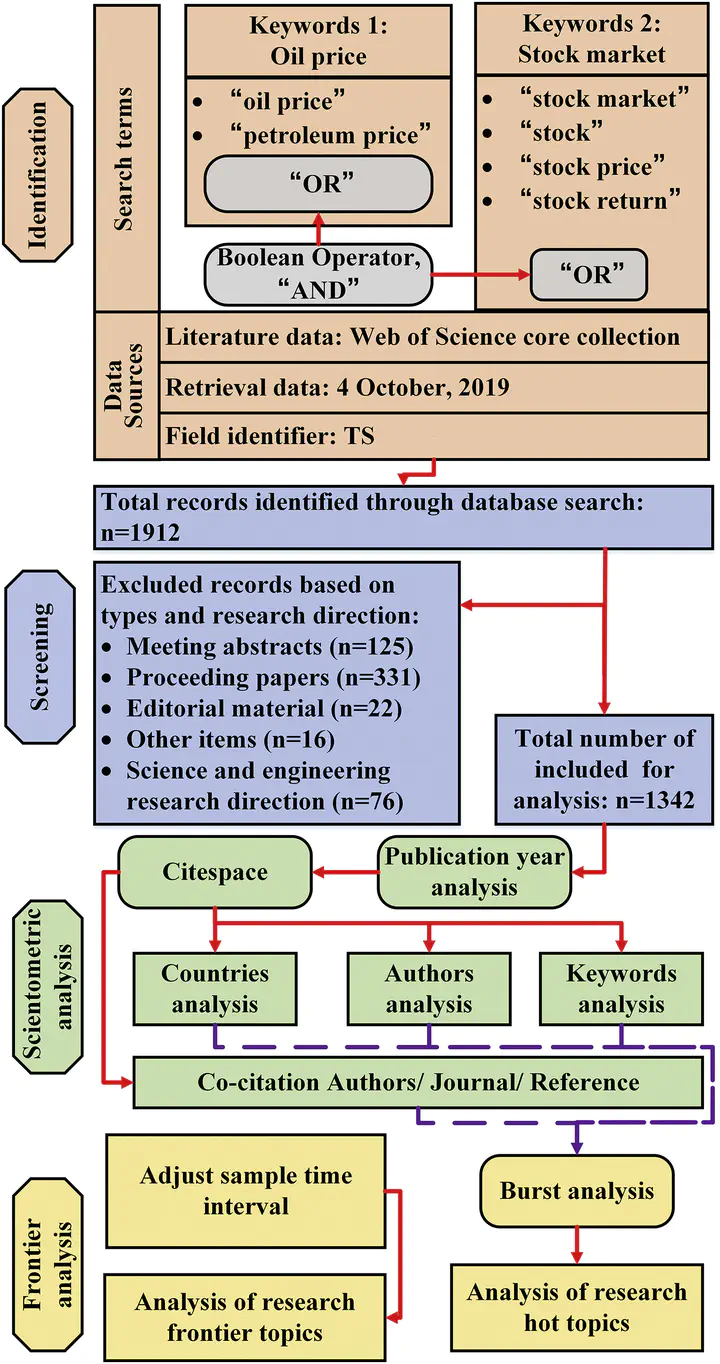 Identification
Search terms
Keywords 1:
Oil price
• “oil price”
• “petroleum price”
“OR”
Keywords 2:
Stock market
• “stock market”
• “stock”
• “stock price”
• “stock return”
Boolean Operator,
“AND”
“OR”
Data
Sources
Literature data: Web of Science core collection
Retrieval data: 4 October, 2019
Field identifier: TS
Screening
Total records identified through database search:
n=1912
Excluded records based on
types and research direction:
• Meeting abstracts (n=125)
• Proceeding papers (n=331)
• Editorial material (n=22)
• Other items (n=16)
• Science and engineering
research direction (n=76)
Total number of
included for
analysis: n=1342
Scientometric
analysis
Citespace
Publication year
analysis
Countries
analysis
Authors
analysis
Keywords
analysis
Co-citation Authors/ Journal/ Reference
Frontier
analysis
Adjust sample time
interval
Burst analysis
Analysis of research
frontier topics
Analysis of research
hot topics